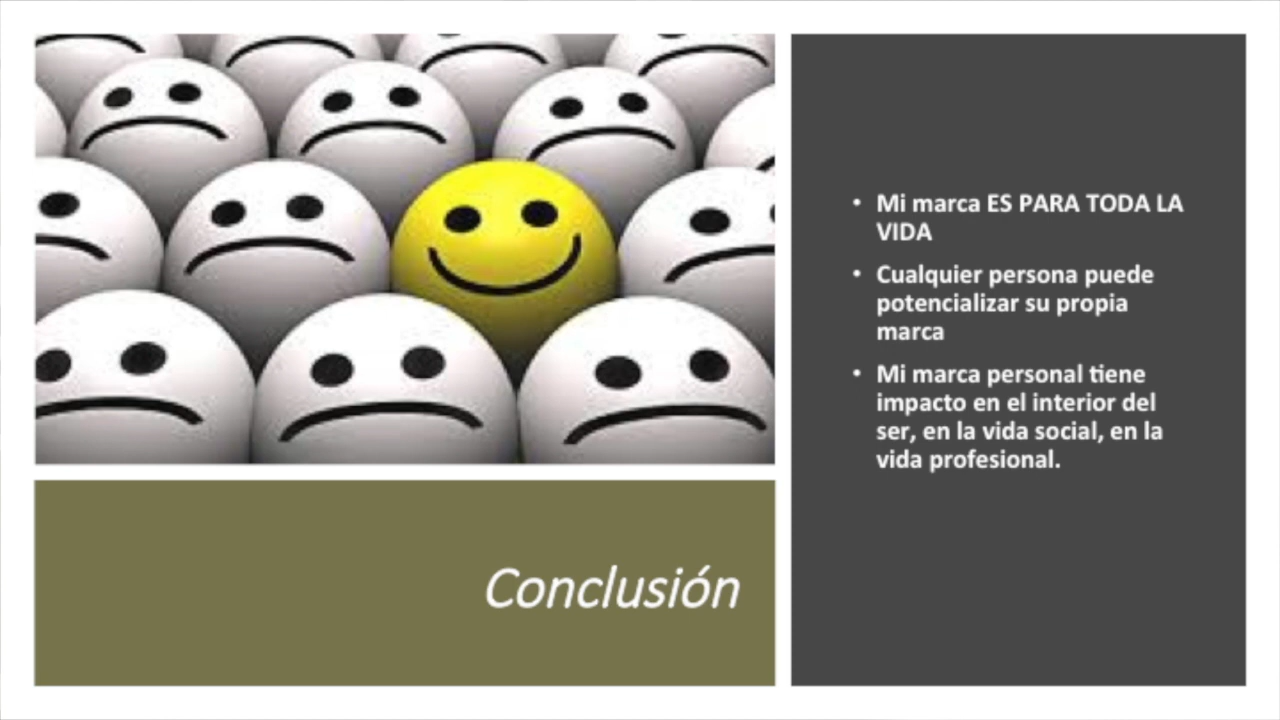 • Mi marca ES PARA TODA LA
VIDA
• Cualquier persona puede
potencializar su propia
marca
• Mi marca personal tiene
impacto en el interior del
ser, en la vida social, en la
vida profesional.
Conclusión